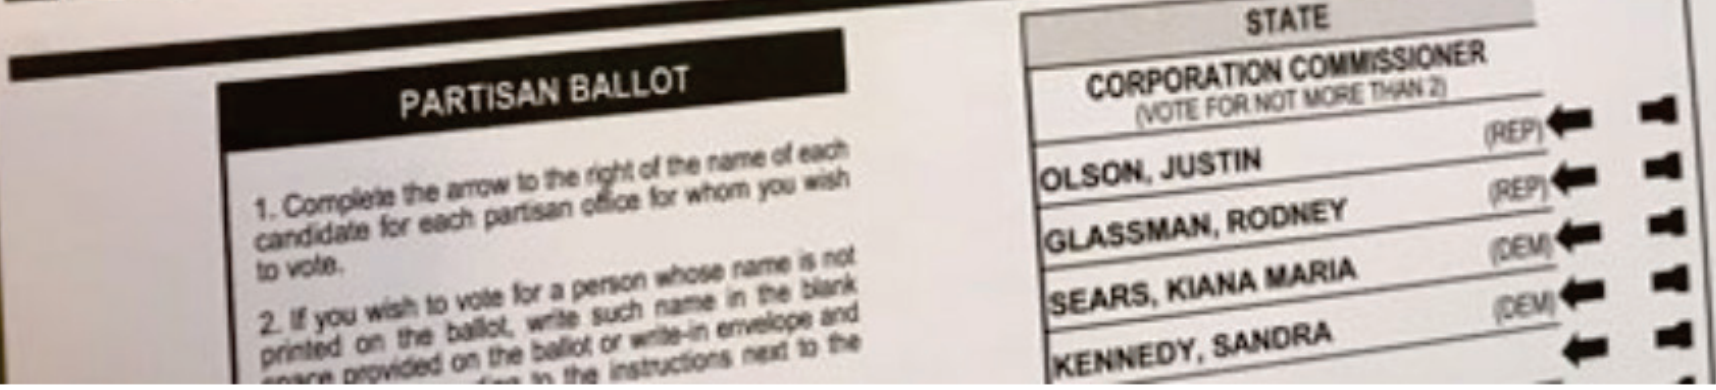 PARTISAN BALLOT
1. Complete the arrow to the right of the name of each
candidate for each partisan office for whom you wish
to vote.
2. If you wish to vote for a person whose name is not
printed on the ballot, write such name in the blank
space provided on the ballot or write-in envelope and
to the instructions next to the
STATE
CORPORATION COMMISSIONER
(VOTE FOR NOT MORE THAN 2)
OLSON, JUSTIN (REP)
GLASSMAN, RODNEY (REP)
SEARS, KIANA MARIA (DEM)
KENNEDY, SANDRA (DEM)